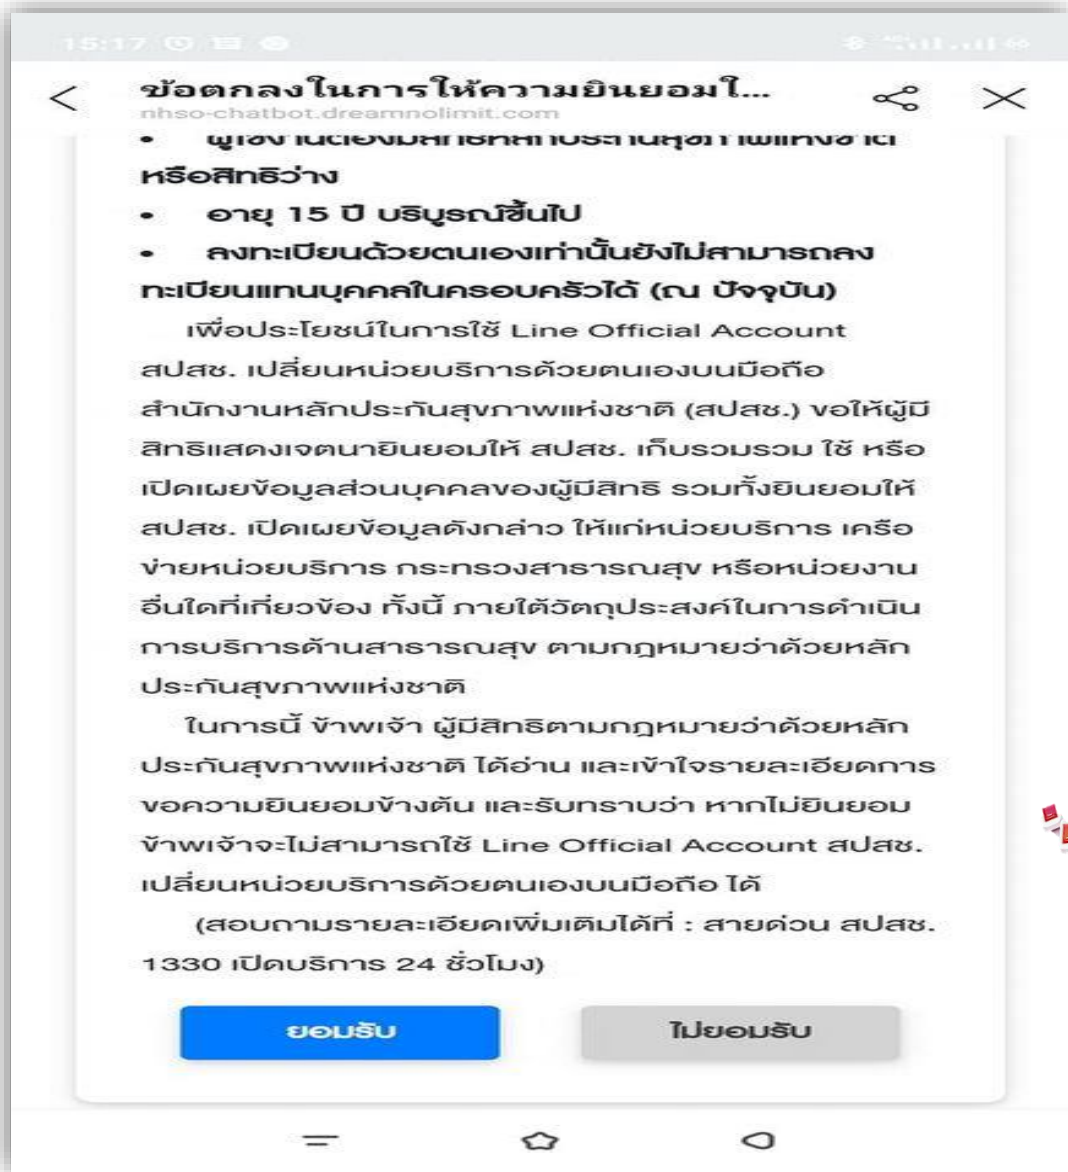 15:17
ข้อตกลงในการให้ความยินยอมใ...
nhso-chatbot.dreamnolimit.com
• ผู้ใช้งานต้องมีสิทธิหลักประกันสุขภาพแห่งชาติ
หรือสิทธิว่าง
• อายุ 15 ปี บริบูรณ์ขึ้นไป
• ลงทะเบียนด้วยตนเองเท่านั้นยังไม่สามารถลง
ทะเบียนแทนบุคคลในครอบครัวได้ (ณ ปัจจุบัน)
เพื่อประโยชน์ในการใช้ Line Official Account
สปสช. เปลี่ยนหน่วยบริการด้วยตนเองบนมือถือ
สำนักงานหลักประกันสุขภาพแห่งชาติ (สปสช.) ขอให้ผู้มี
สิทธิแสดงเจตนายินยอมให้ สปสช. เก็บรวมรวม ใช้ หรือ
เปิดเผยข้อมูลส่วนบุคคลของผู้มีสิทธิ รวมทั้งยินยอมให้
สปสช. เปิดเผยข้อมูลดังกล่าว ให้แก่หน่วยบริการ เครือ
ข่ายหน่วยบริการ กระทรวงสาธารณสุข หรือหน่วยงาน
อื่นใดที่เกี่ยวข้อง ทั้งนี้ ภายใต้วัตถุประสงค์ในการดำเนิน
การบริการด้านสาธารณสุข ตามกฎหมายว่าด้วยหลัก
ประกันสุขภาพแห่งชาติ
ในการนี้ ข้าพเจ้า ผู้มีสิทธิตามกฎหมายว่าด้วยหลัก
ประกันสุขภาพแห่งชาติ ได้อ่าน และเข้าใจรายละเอียดการ
ขอความยินยอมข้างต้น และรับทราบว่า หากไม่ยินยอม
ข้าพเจ้าจะไม่สามารถใช้ Line Official Account สปสช.
เปลี่ยนหน่วยบริการด้วยตนเองบนมือถือ ได้
(สอบถามรายละเอียดเพิ่มเติมได้ที่ : สายด่วน สปสช.
1330 เปิดบริการ 24 ชั่วโมง)
ยอมรับ
ไม่ยอมรับ